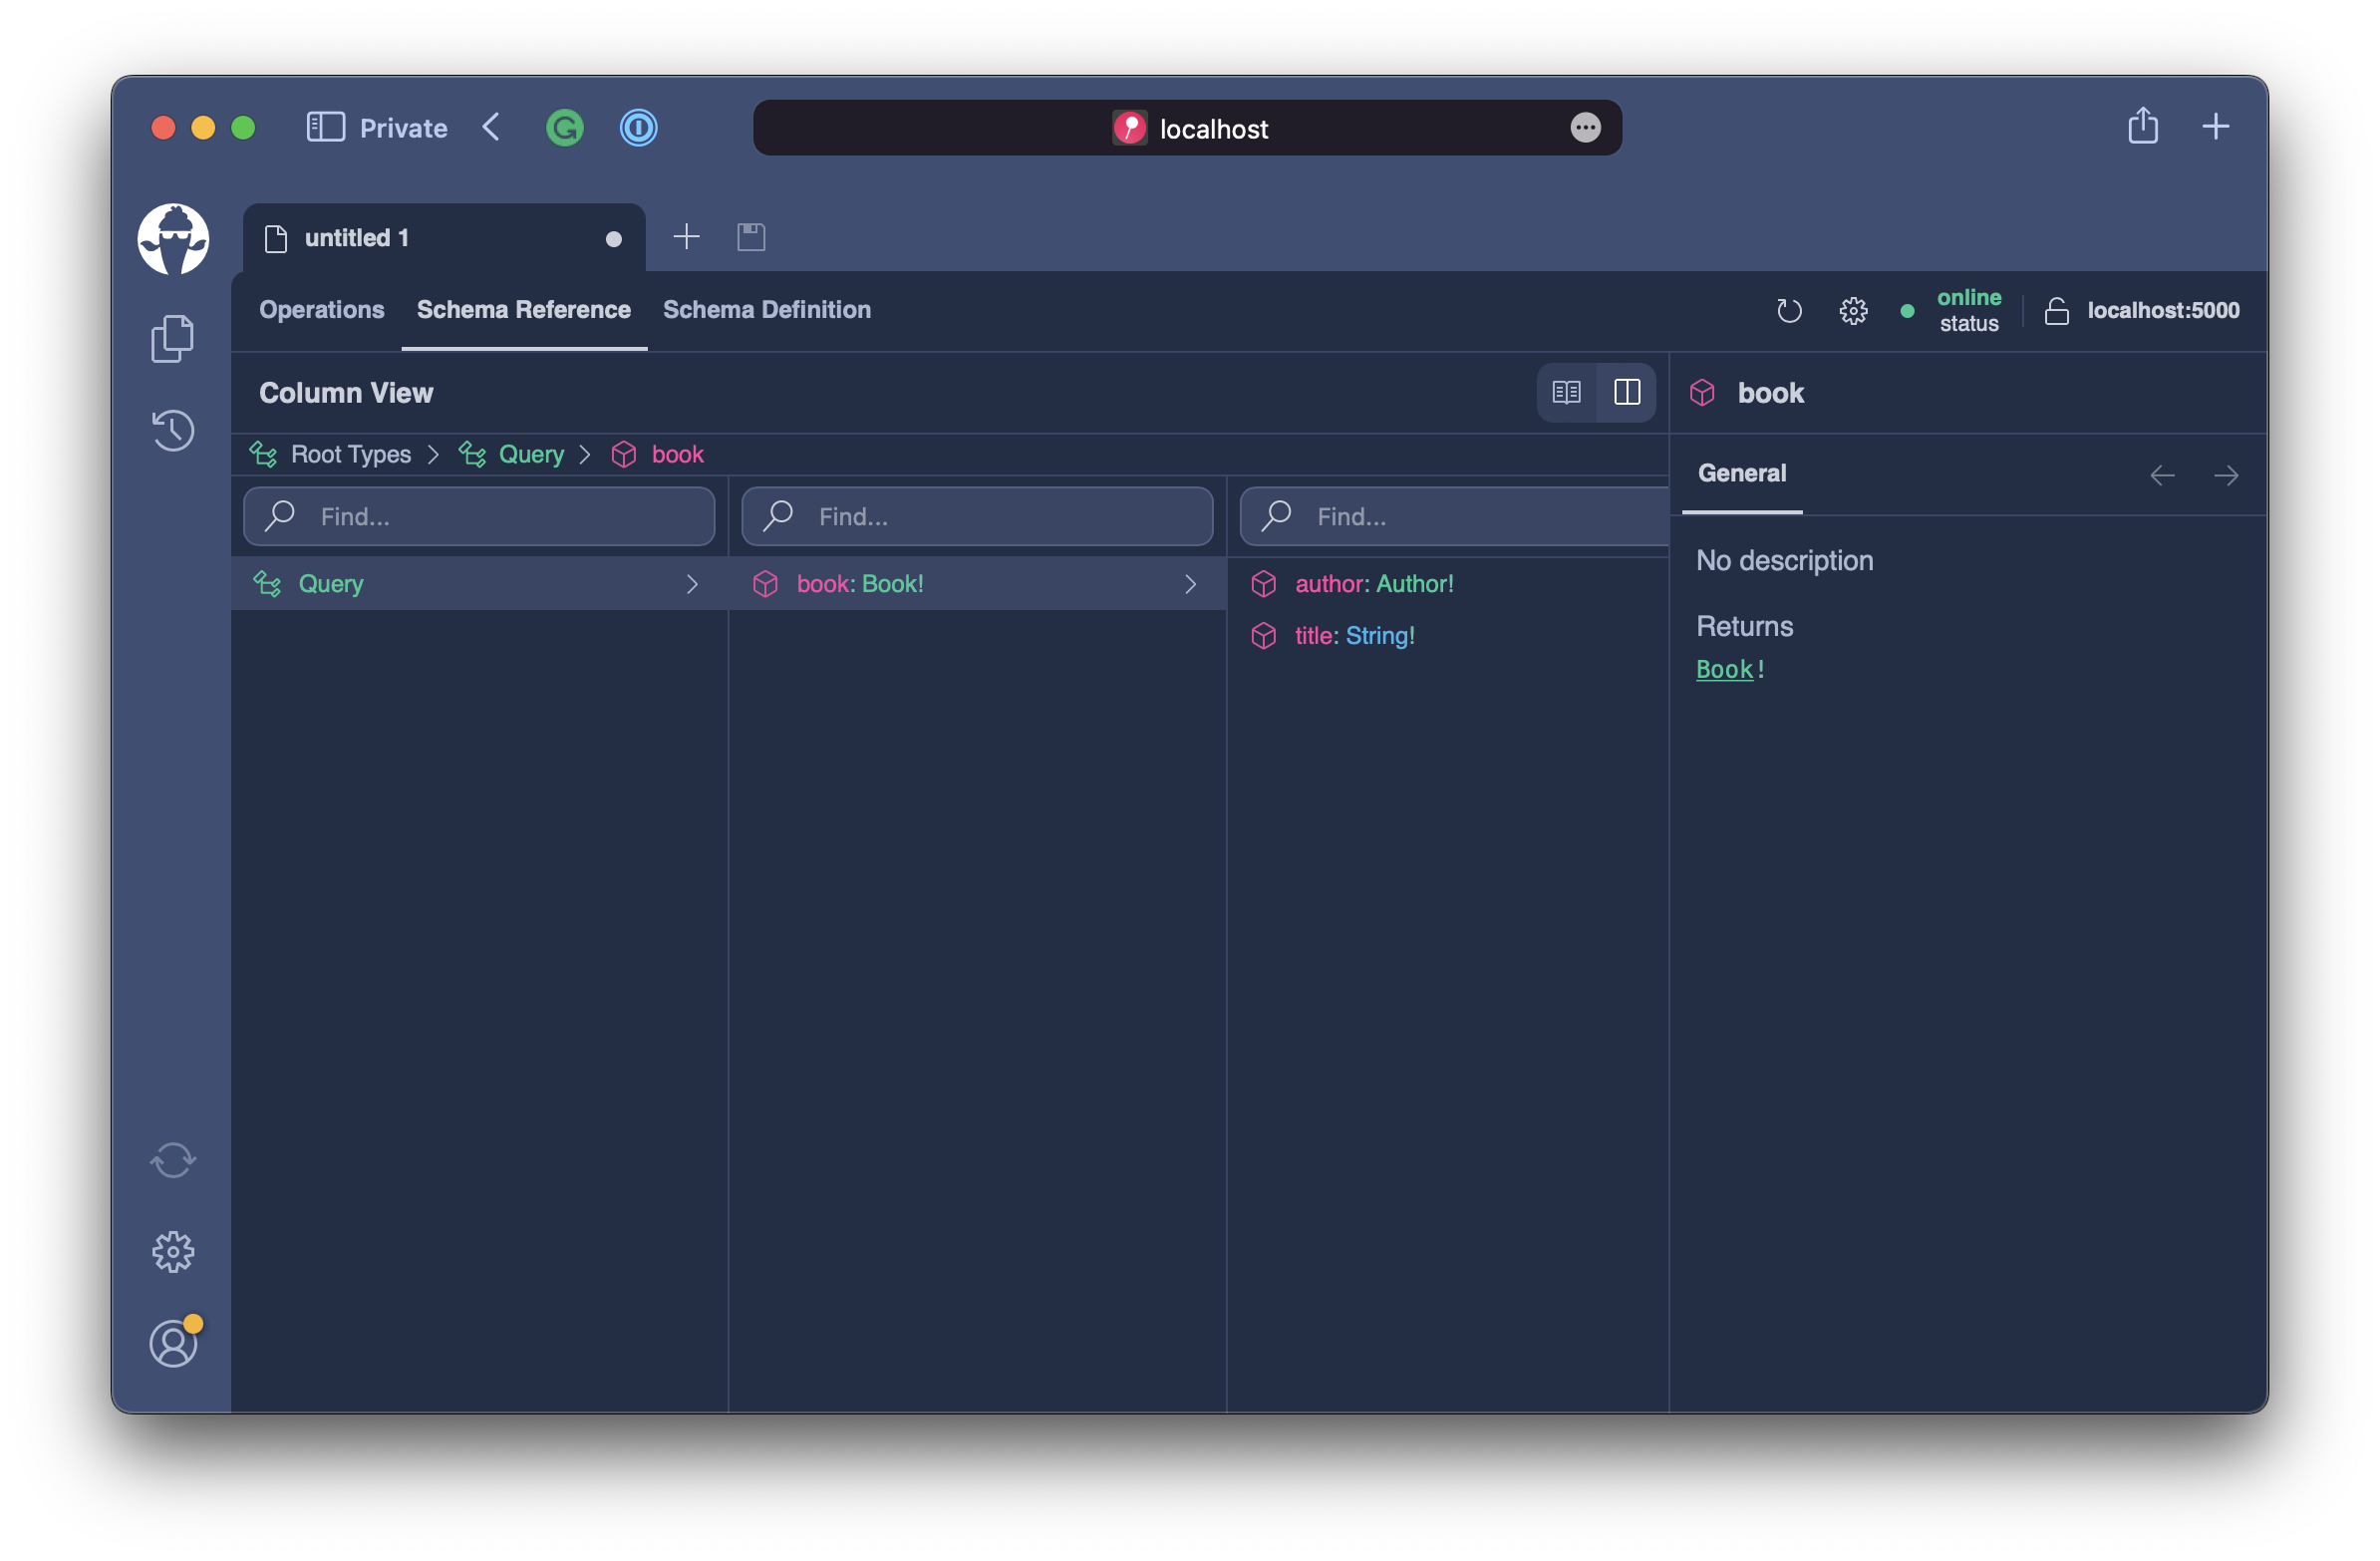 Private
localhost
untitled 1
Operations Schema Reference Schema Definition
online
status
localhost:5000
Column View
book
Root Types Query book
General
Find... Find... Find...
No description
Query book: Book! author: Author!
title: String!
Returns
Book!